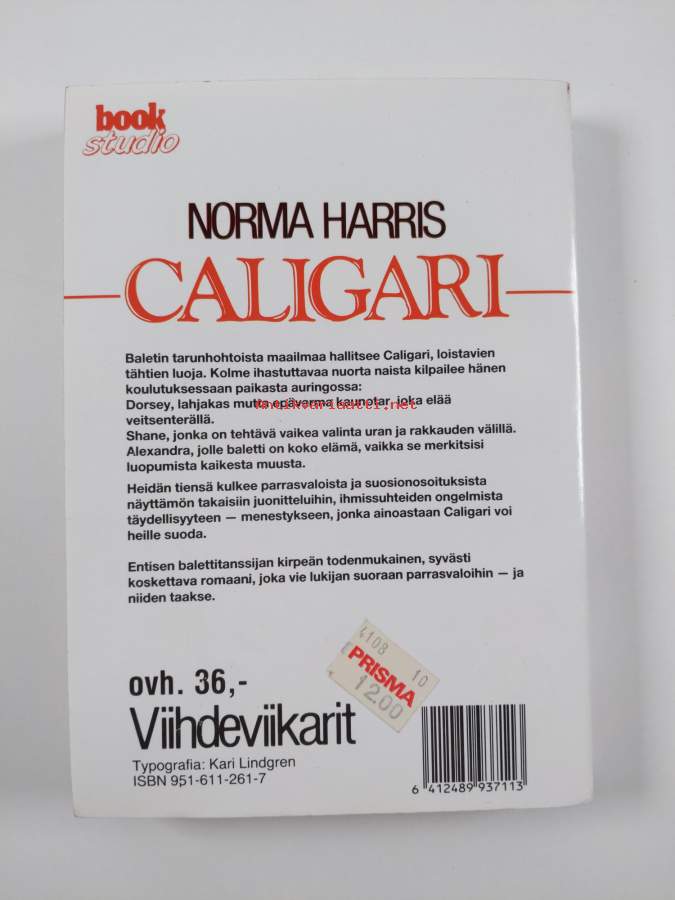 book
studio
NORMA HARRIS
CALIGARI
Baletin tarunhohtoista maailmaa hallitsee Caligari, loistavien
tähtien luoja. Kolme ihastuttavaa nuorta naista kilpailee hänen
koulutuksessaan paikasta auringossa:
Dorsey, lahjakas mutta epävarma kaunotar, joka elää
Antikvariaatti.net
veitsenterällä.
Shane, jonka on tehtävä vaikea valinta uran ja rakkauden välillä.
Alexandra, jolle baletti on koko elämä, vaikka se merkitsisi
luopumista kaikesta muusta.
Heidän tiensä kulkee parrasvaloista ja suosionosoituksista
näyttämön takaisiin juonitteluihin, ihmissuhteiden ongelmista
täydellisyyteen — menestykseen, jonka ainoastaan Caligari voi
heille suoda.
Entisen balettitanssijan kirpeän todenmukainen, syvästi
koskettava romaani, joka vie lukijan suoraan parrasvaloihin — ja
niiden taakse.
4108
10
PRISMA
12.00
ovh. 36,-
Viihdeviikarit
Typografia: Kari Lindgren
ISBN 951-611-261-7
6 412489 937113